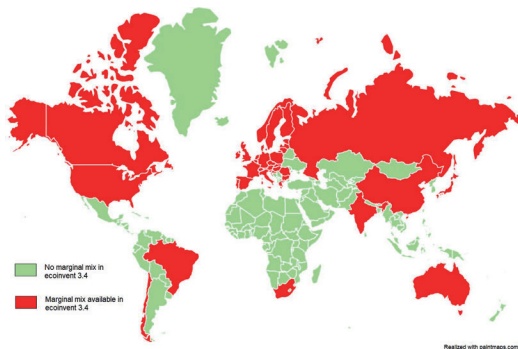 No marginal mix in
ecoinvent 3.4
Marginal mix available in
ecoinvent 3.4
Realized with paintmaps.com